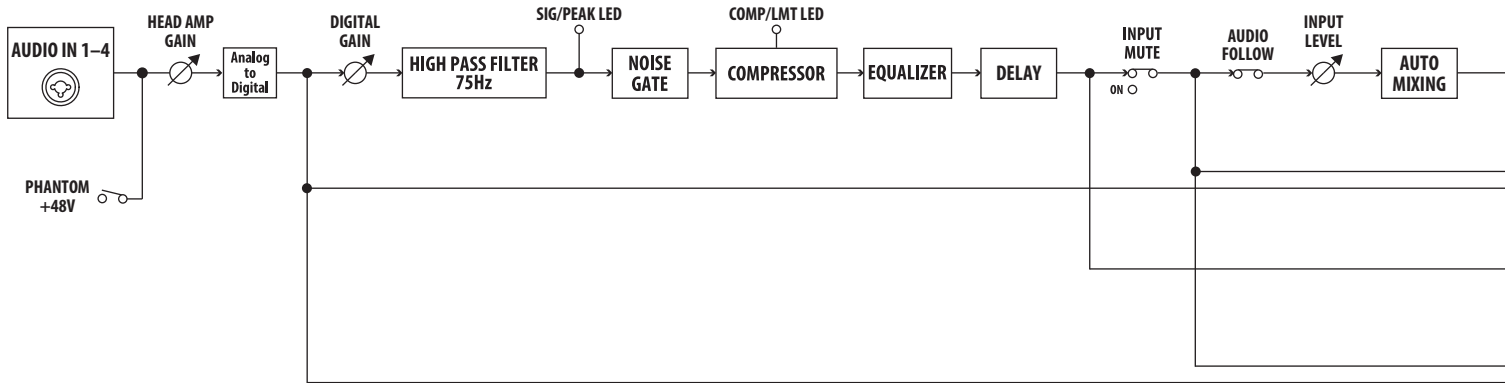 SIG/PEAK LED
COMP/LMT LED
HEAD AMP
GAIN
DIGITAL
GAIN
INPUT
MUTE
AUDIO
FOLLOW
INPUT
LEVEL
AUDIO IN 1–4
Analog
to
Digital
HIGH PASS FILTER
75Hz
NOISE
GATE
COMPRESSOR
EQUALIZER
DELAY
ON
AUTO
MIXING
PHANTOM
+48V